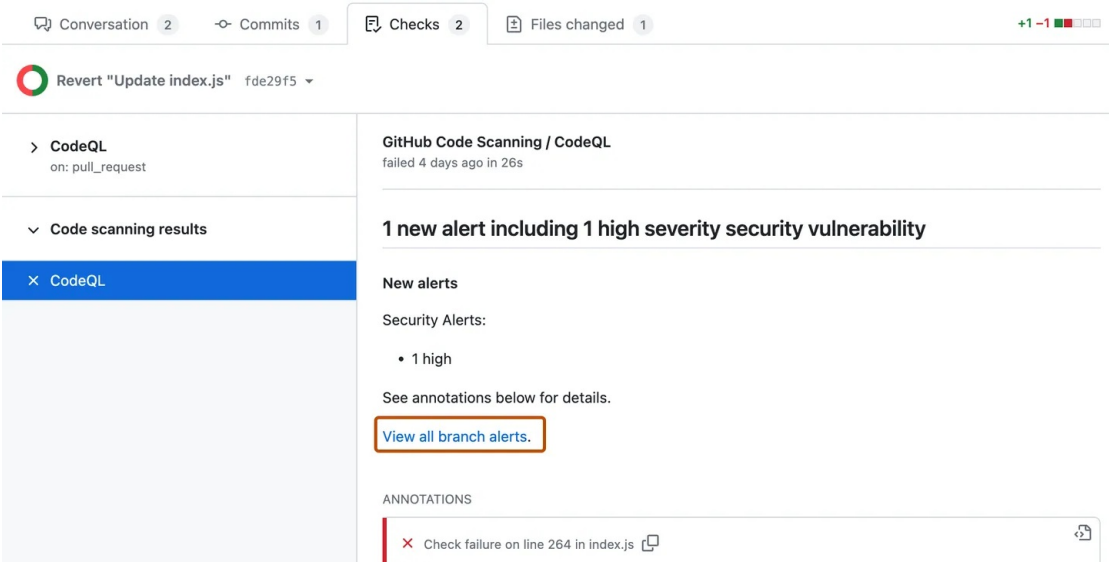 Conversation 2 Commits 1 Checks 2 Files changed 1 +1 −1
Revert "Update index.js" fde29f5
CodeQL
on: pull_request
Code scanning results
CodeQL
GitHub Code Scanning / CodeQL
failed 4 days ago in 26s
1 new alert including 1 high severity security vulnerability
New alerts
Security Alerts:
• 1 high
See annotations below for details.
View all branch alerts.
ANNOTATIONS
Check failure on line 264 in index.js